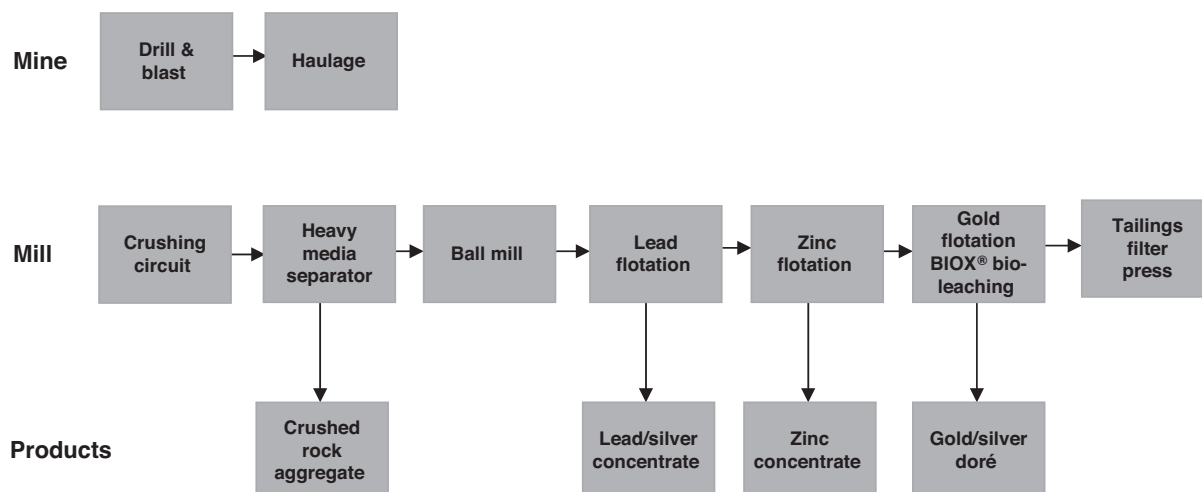 Mine
Drill &
blast
Haulage
Mill
Crushing
circuit
Heavy
media
separator
Ball mill
Lead
flotation
Zinc
flotation
Gold
flotation
BIOX® bio-
leaching
Tailings
filter
press
Products
Crushed
rock
aggregate
Lead/silver
concentrate
Zinc
concentrate
Gold/silver
doré